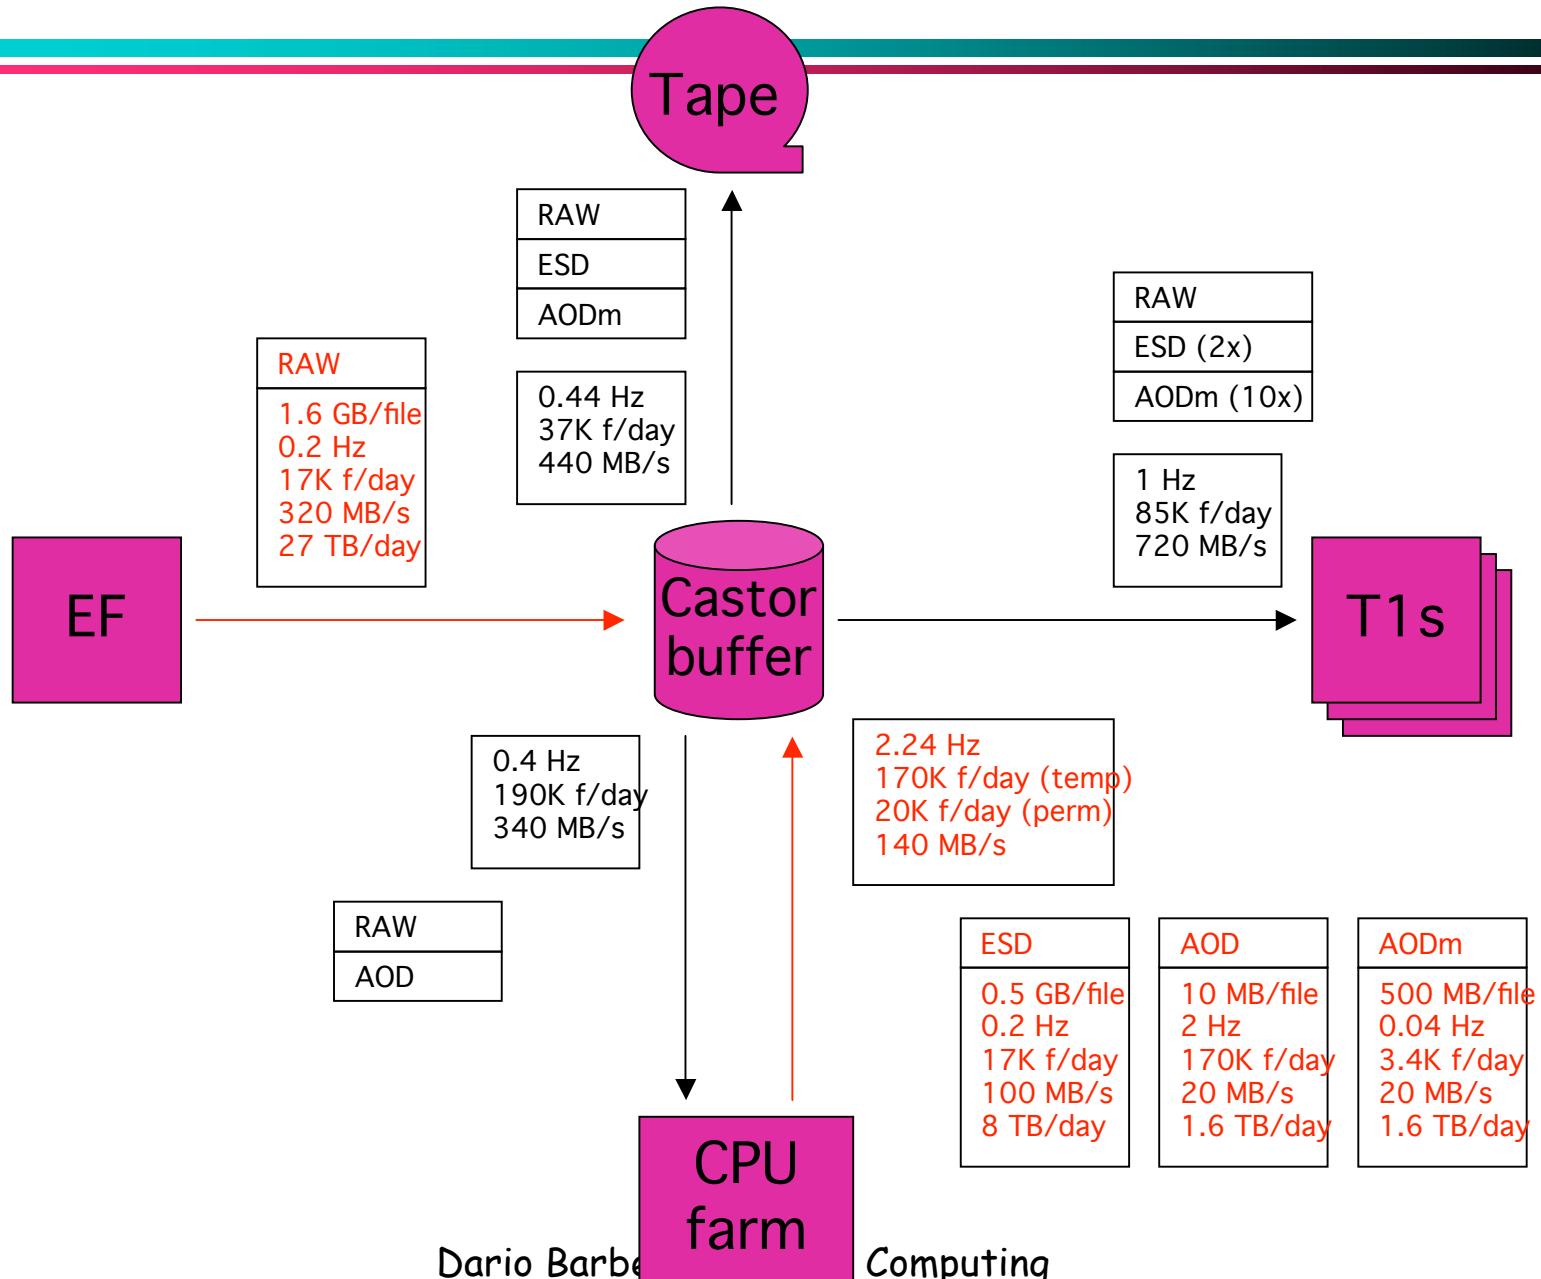 Tape
RAW
ESD
AODm
0.44 Hz
37K f/day
440 MB/s
RAW
1.6 GB/file
0.2 Hz
17K f/day
320 MB/s
27 TB/day
RAW
ESD (2x)
AODm (10x)
1 Hz
85K f/day
720 MB/s
EF
Castor
buffer
T1s
0.4 Hz
190K f/day
340 MB/s
2.24 Hz
170K f/day (temp)
20K f/day (perm)
140 MB/s
RAW
AOD
ESD
0.5 GB/file
0.2 Hz
17K f/day
100 MB/s
8 TB/day
AOD
10 MB/file
2 Hz
170K f/day
20 MB/s
1.6 TB/day
AODm
500 MB/file
0.04 Hz
3.4K f/day
20 MB/s
1.6 TB/day
CPU
farm
Dario Computing